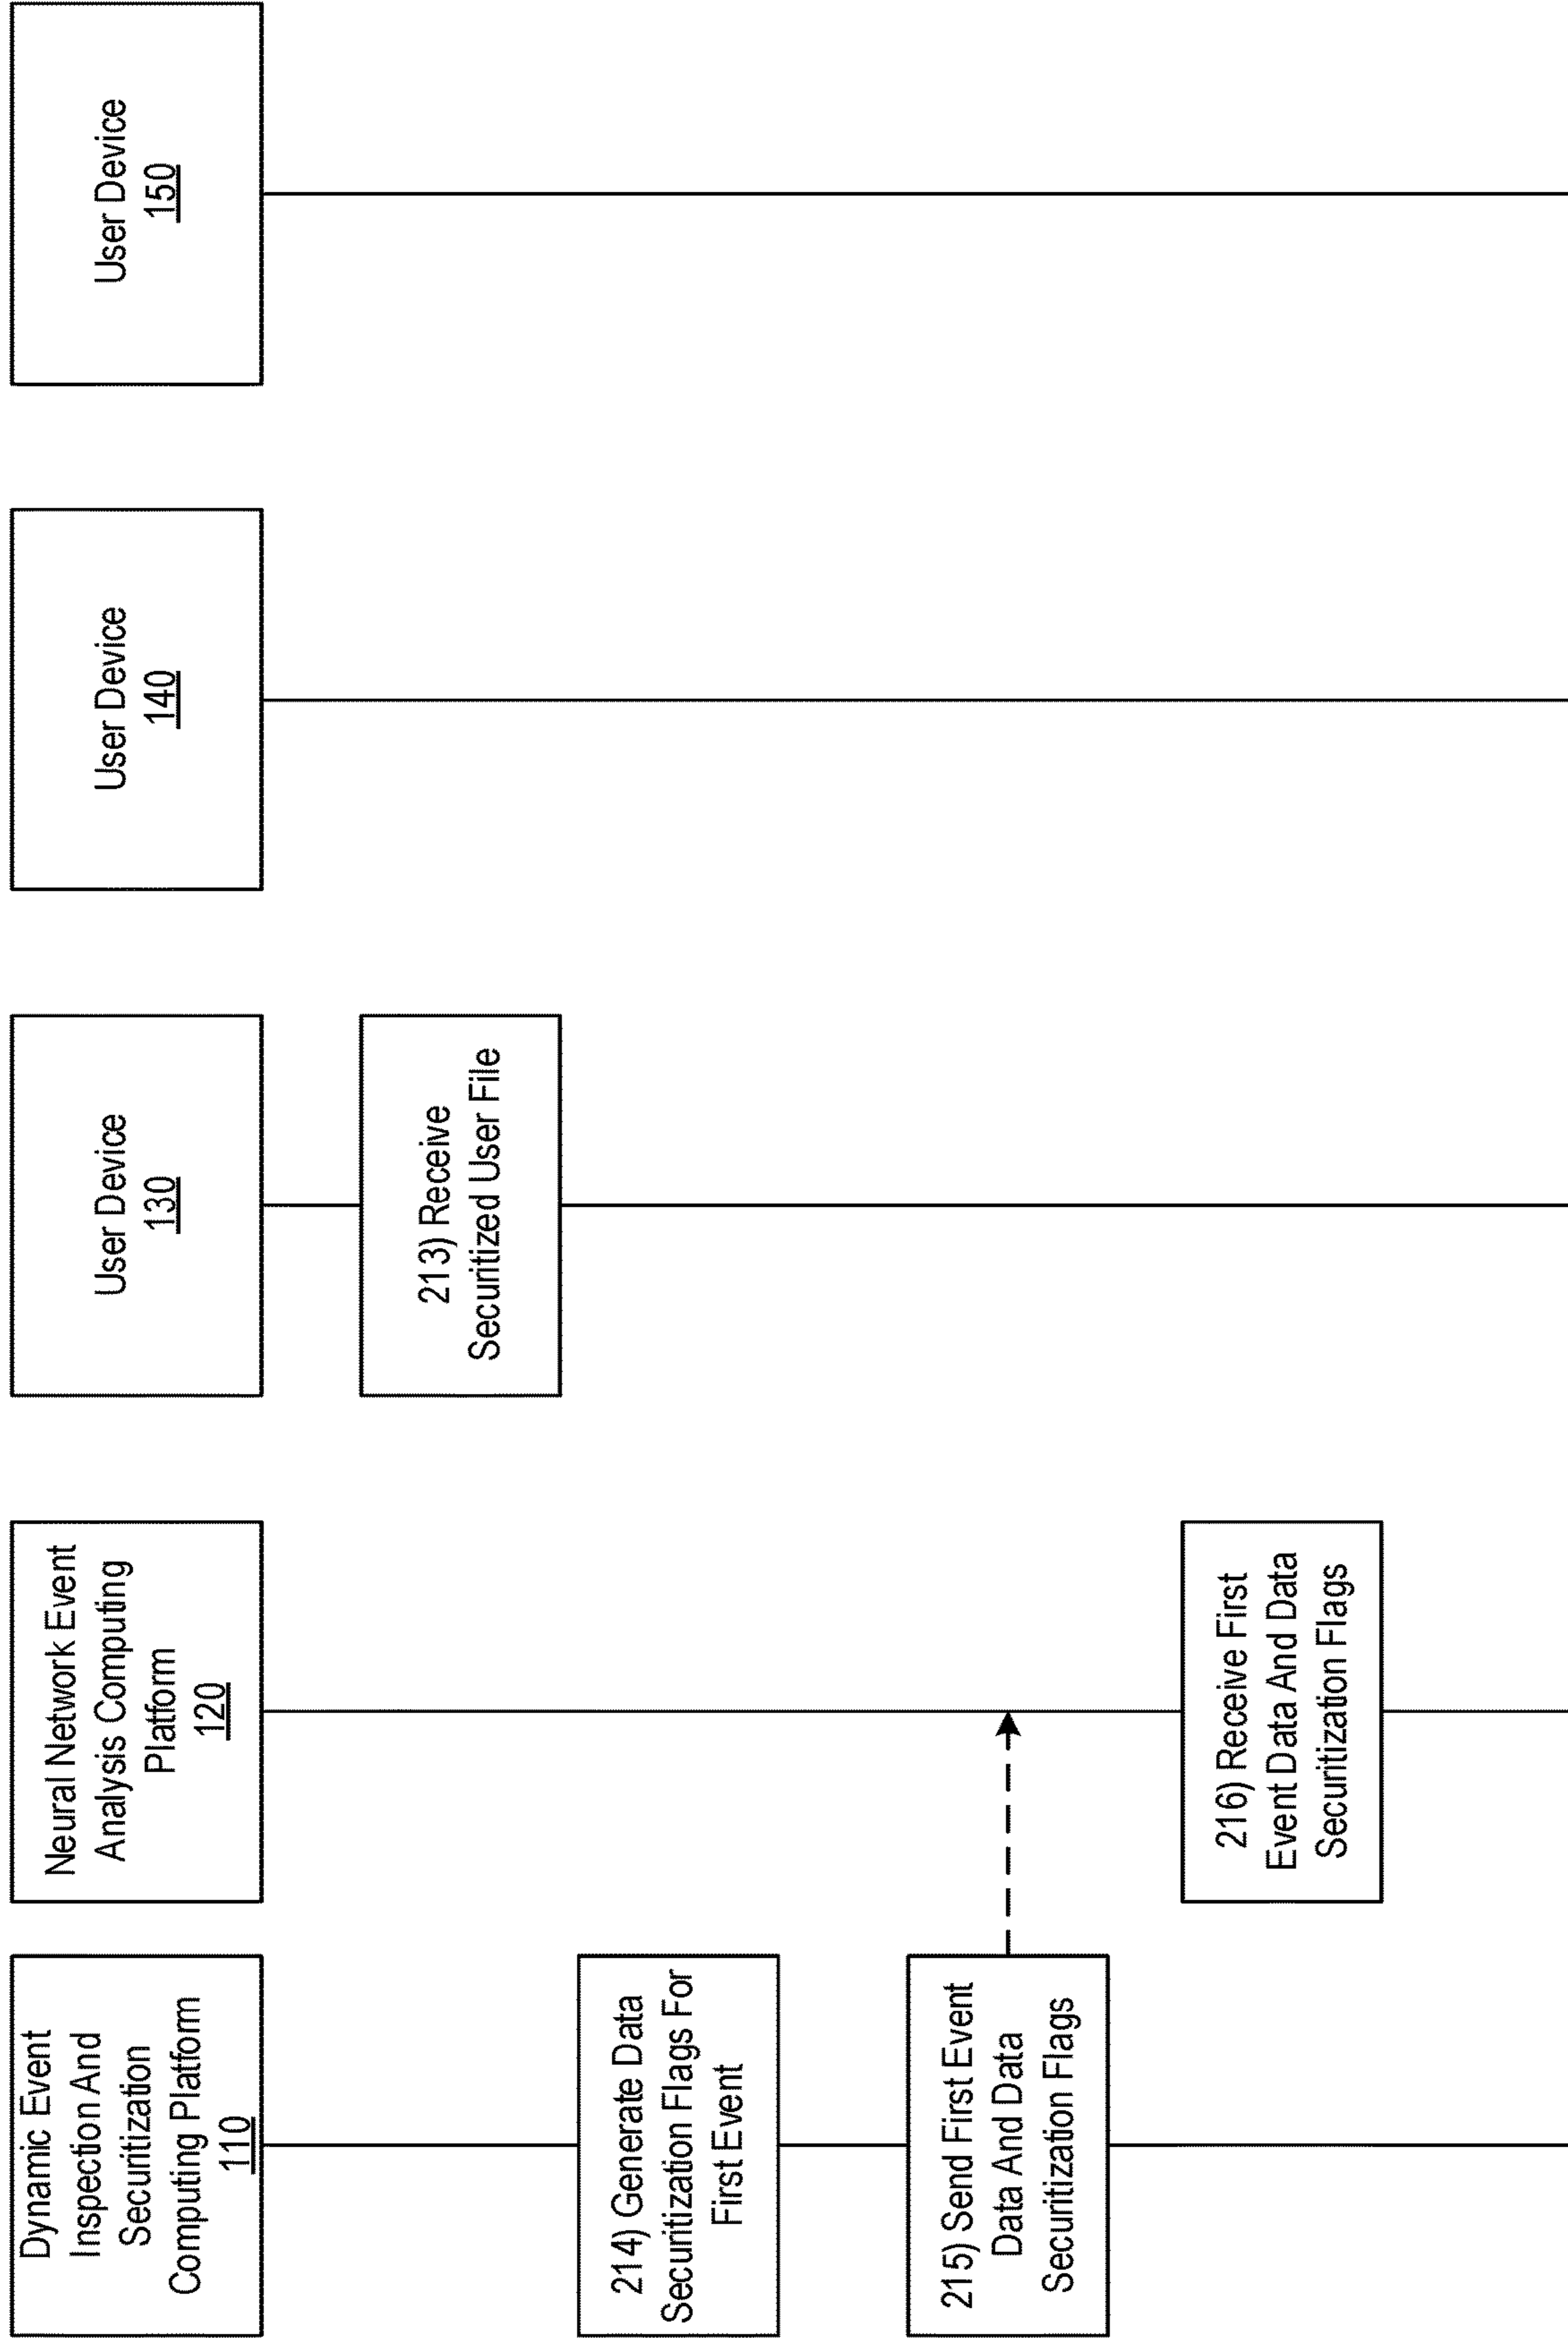 Dynamic Event
Inspection And
Securitization
Computing Platform
110
Neural Network Event
Analysis Computing
Platform
120
User Device
130
User Device
140
User Device
150
213) Receive
Securitized User File
214) Generate Data
Securitization Flags For
First Event
215) Send First Event
Data And Data
Securitization Flags
216) Receive First
Event Data And Data
Securitization Flags